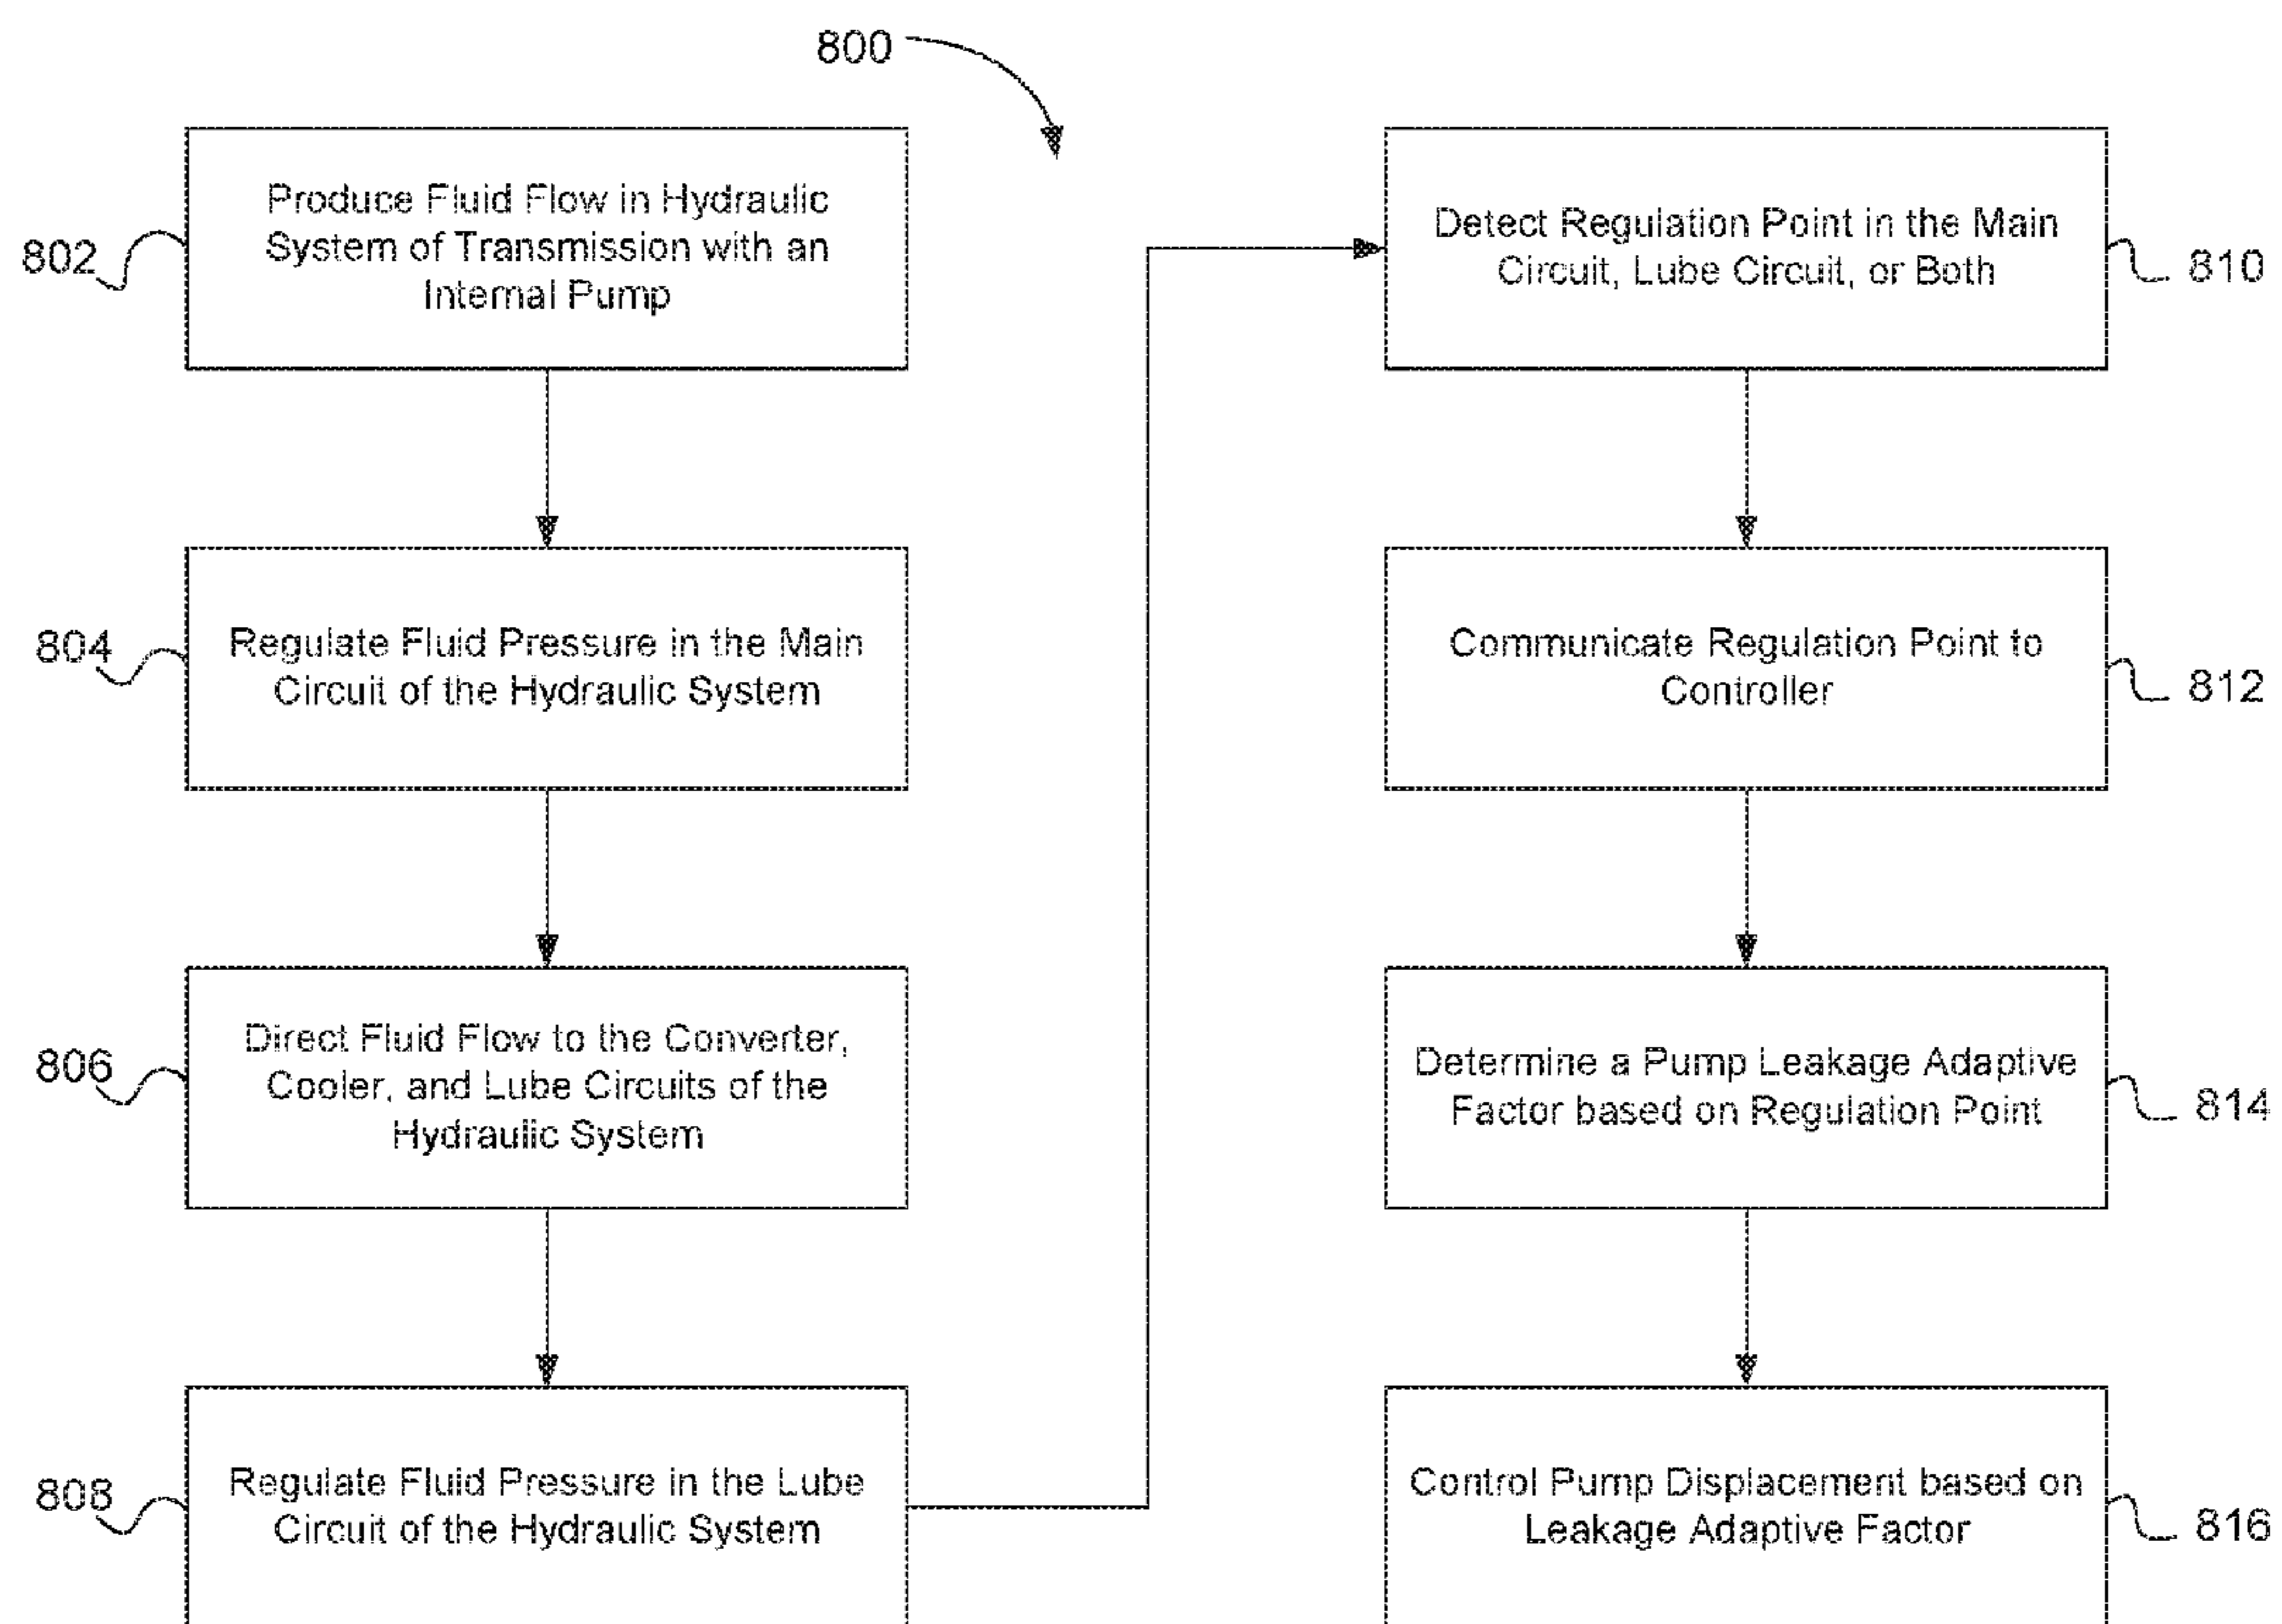 800
802
Produce Fluid Flow in Hydraulic
System of Transmission with an
Internal Pump
804
Regulate Fluid Pressure in the Main
Circuit of the Hydraulic System
806
Direct Fluid Flow to the Converter,
Cooler, and Lube Circuits of the
Hydraulic System
808
Regulate Fluid Pressure in the Lube
Circuit of the Hydraulic System
Detect Regulation Point in the Main
Circuit, Lube Circuit, or Both
810
Communicate Regulation Point to
Controller
812
Determine a Pump Leakage Adaptive
Factor based on Regulation Point
814
Control Pump Displacement based on
Leakage Adaptive Factor
816